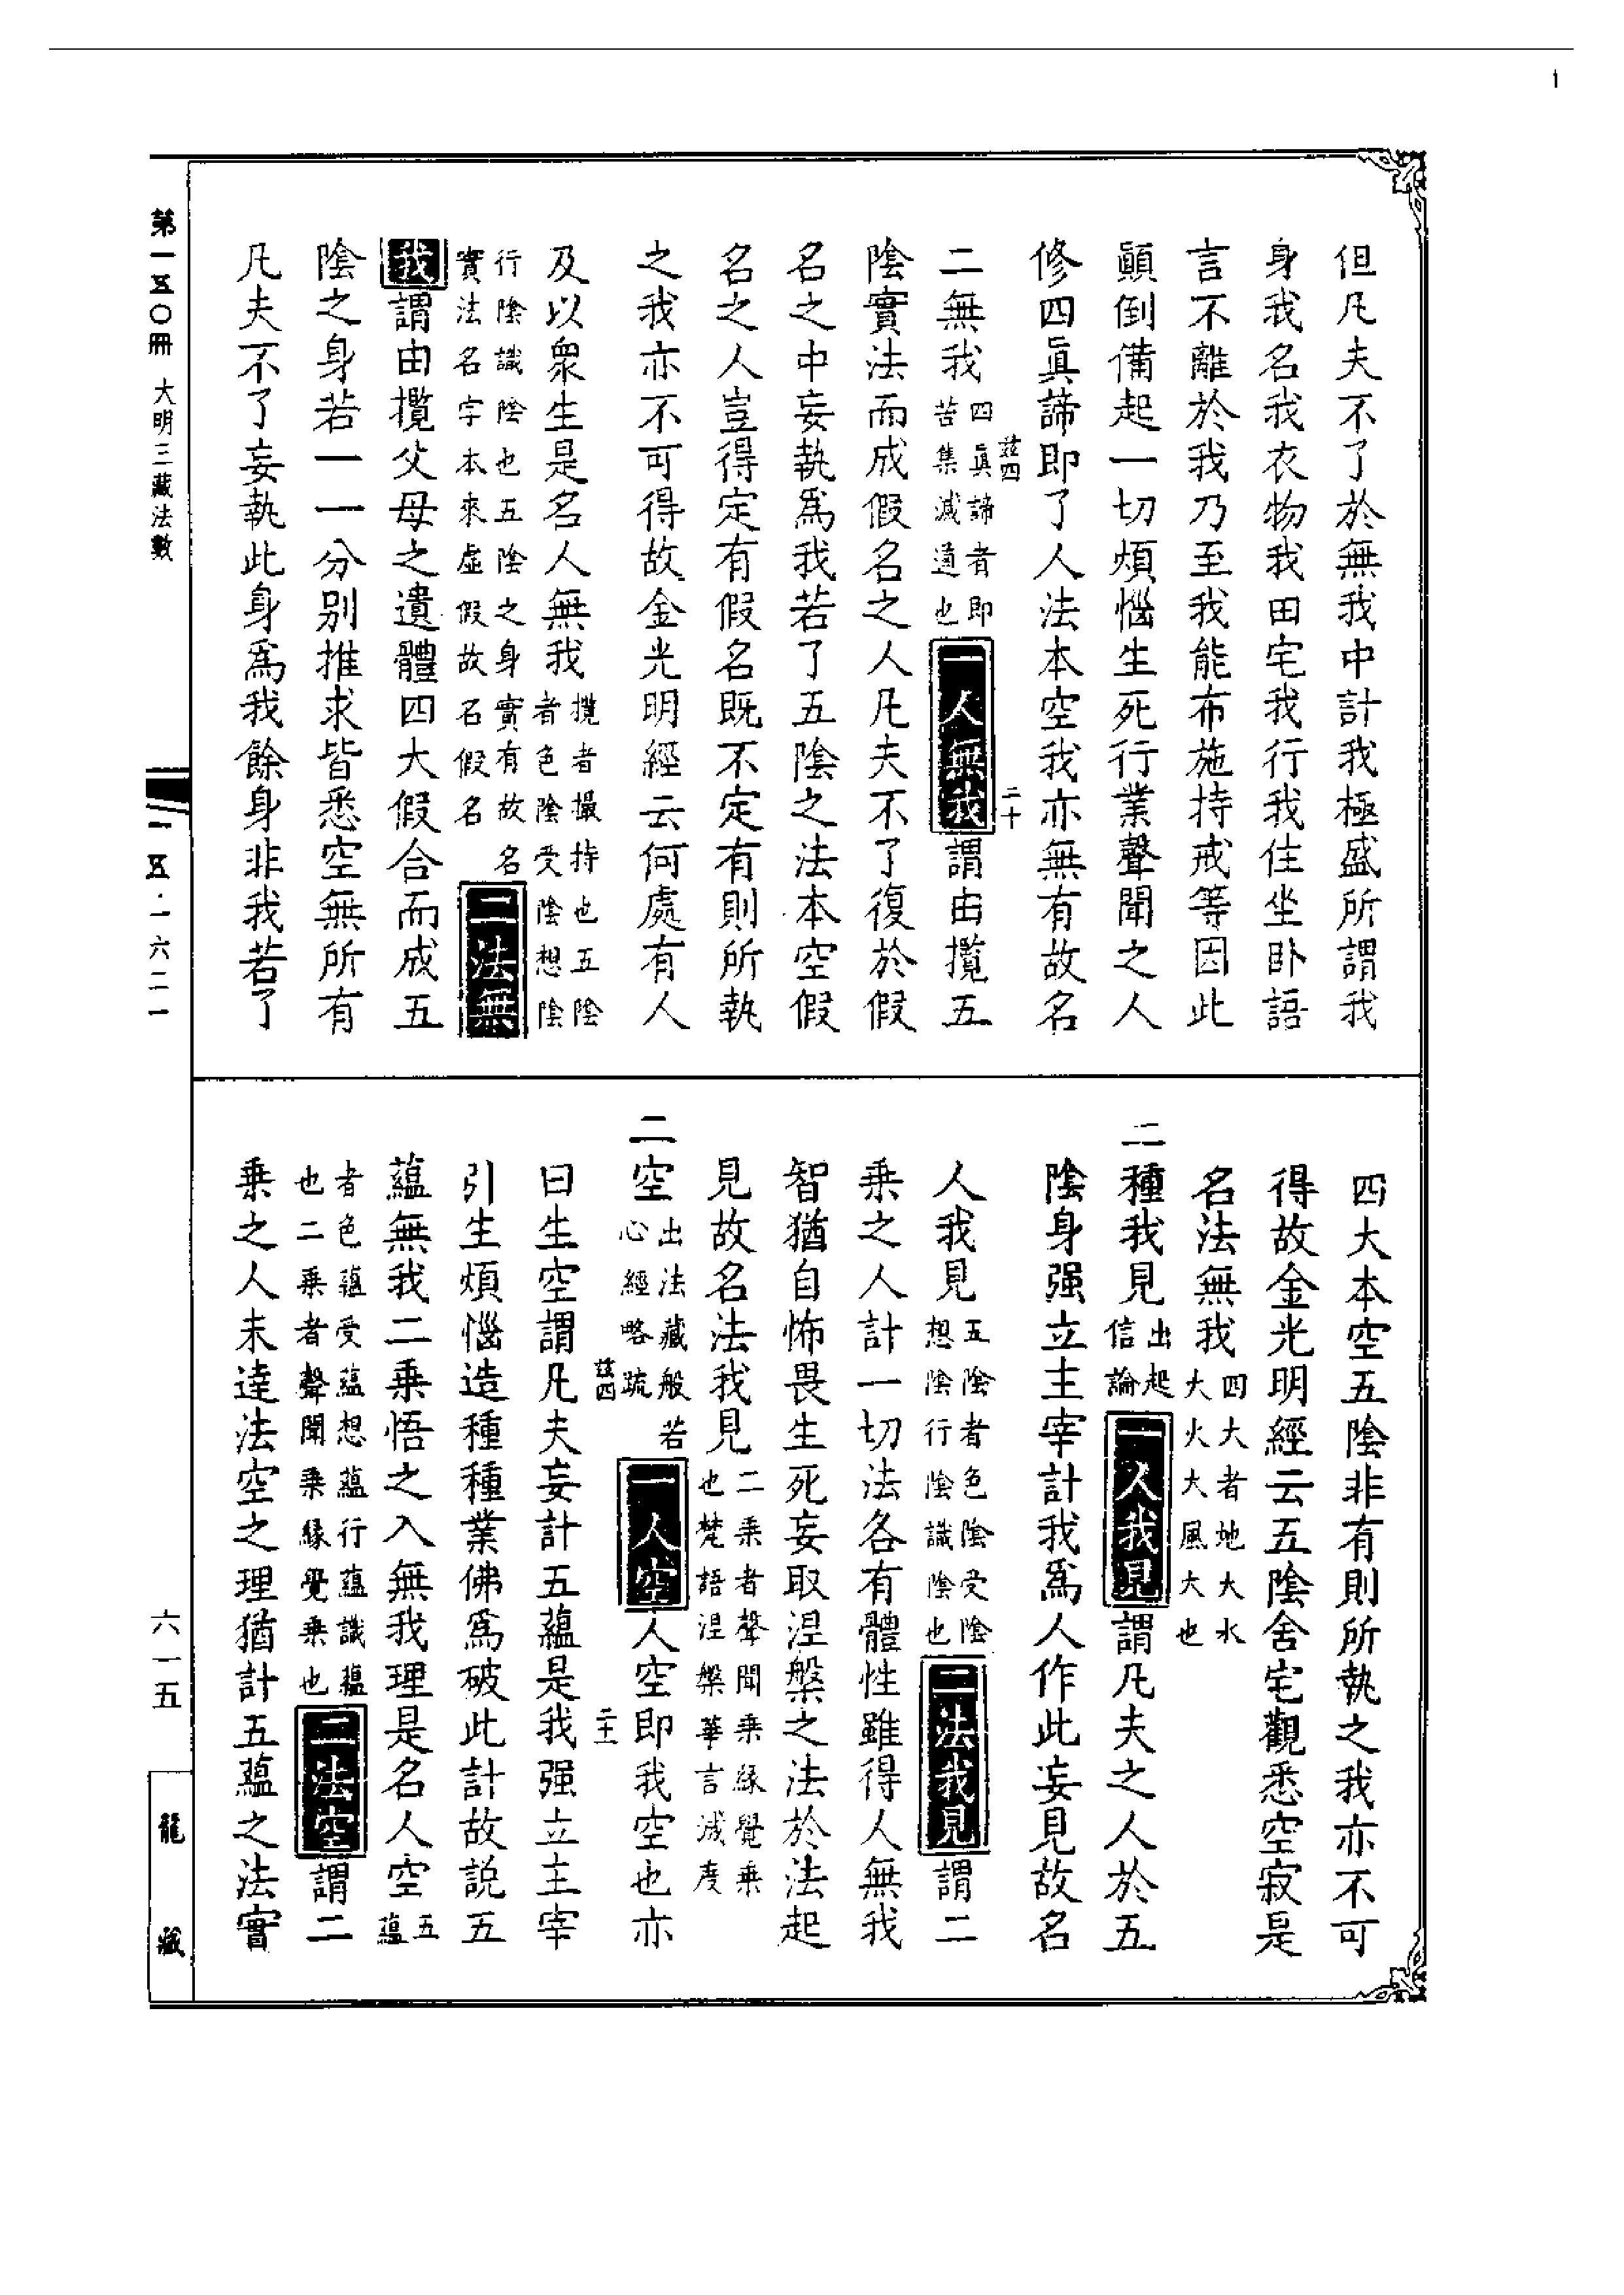 1
但凡夫不了於無我中計我極盛所謂我
身我名我衣物我田宅我行我住坐卧語
言不離於我乃至我能布施持戒等因此
顚倒備起一切煩惱生死行業聲聞之人
修四眞諦即了人法本空我亦無有故名
茲四 二十
二無我四眞諦者即苦集滅道也一人無我謂由攬五
陰實法而成假名之人凡夫不了復於假
名之中妄執爲我若了五陰之法本空假
名之人豈得定有假名既不定有則所執
之我亦不可得故金光明經云何處有人
及以衆生是名人無我攬者撮持也五陰者色陰受陰想陰
行陰識陰也五陰之身實有故名實法名字本來虛假故名假名二法無
我謂由攬父母之遺體四大假合而成五
陰之身若一一分別推求皆悉空無所有
凡夫不了妄執此身爲我餘身非我若了
四大本空五陰非有則所執之我亦不可
得故金光明經云五陰舍宅觀悉空寂是
名法無我四大者地大水大火大風大也
二種我見出起信論一人我見謂凡夫之人於五
陰身强立主宰計我爲人作此妄見故名
人我見五陰者色陰受陰想陰行陰識陰也二法我見謂二
乘之人計一切法各有體性雖得人無我
智猶自怖畏生死妄取涅槃之法於法起
見故名法我見二乘者聲聞乘緣覺乘也梵語涅槃華言滅度
二空出法藏般若心經略疏一人空人空即我空也亦
茲四 二十一
曰生空謂凡夫妄計五蘊是我强立主宰
引生煩惱造種種業佛爲破此計故說五
蘊無我二乘悟之入無我理是名人空五蘊
者色蘊受蘊想蘊行蘊識蘊也二乘者聲聞乘緣覺乘也二法空謂二
乘之人未達法空之理猶計五蘊之法實
第一五〇冊 大明三藏法數
一五·一六二一
六一五
龍藏